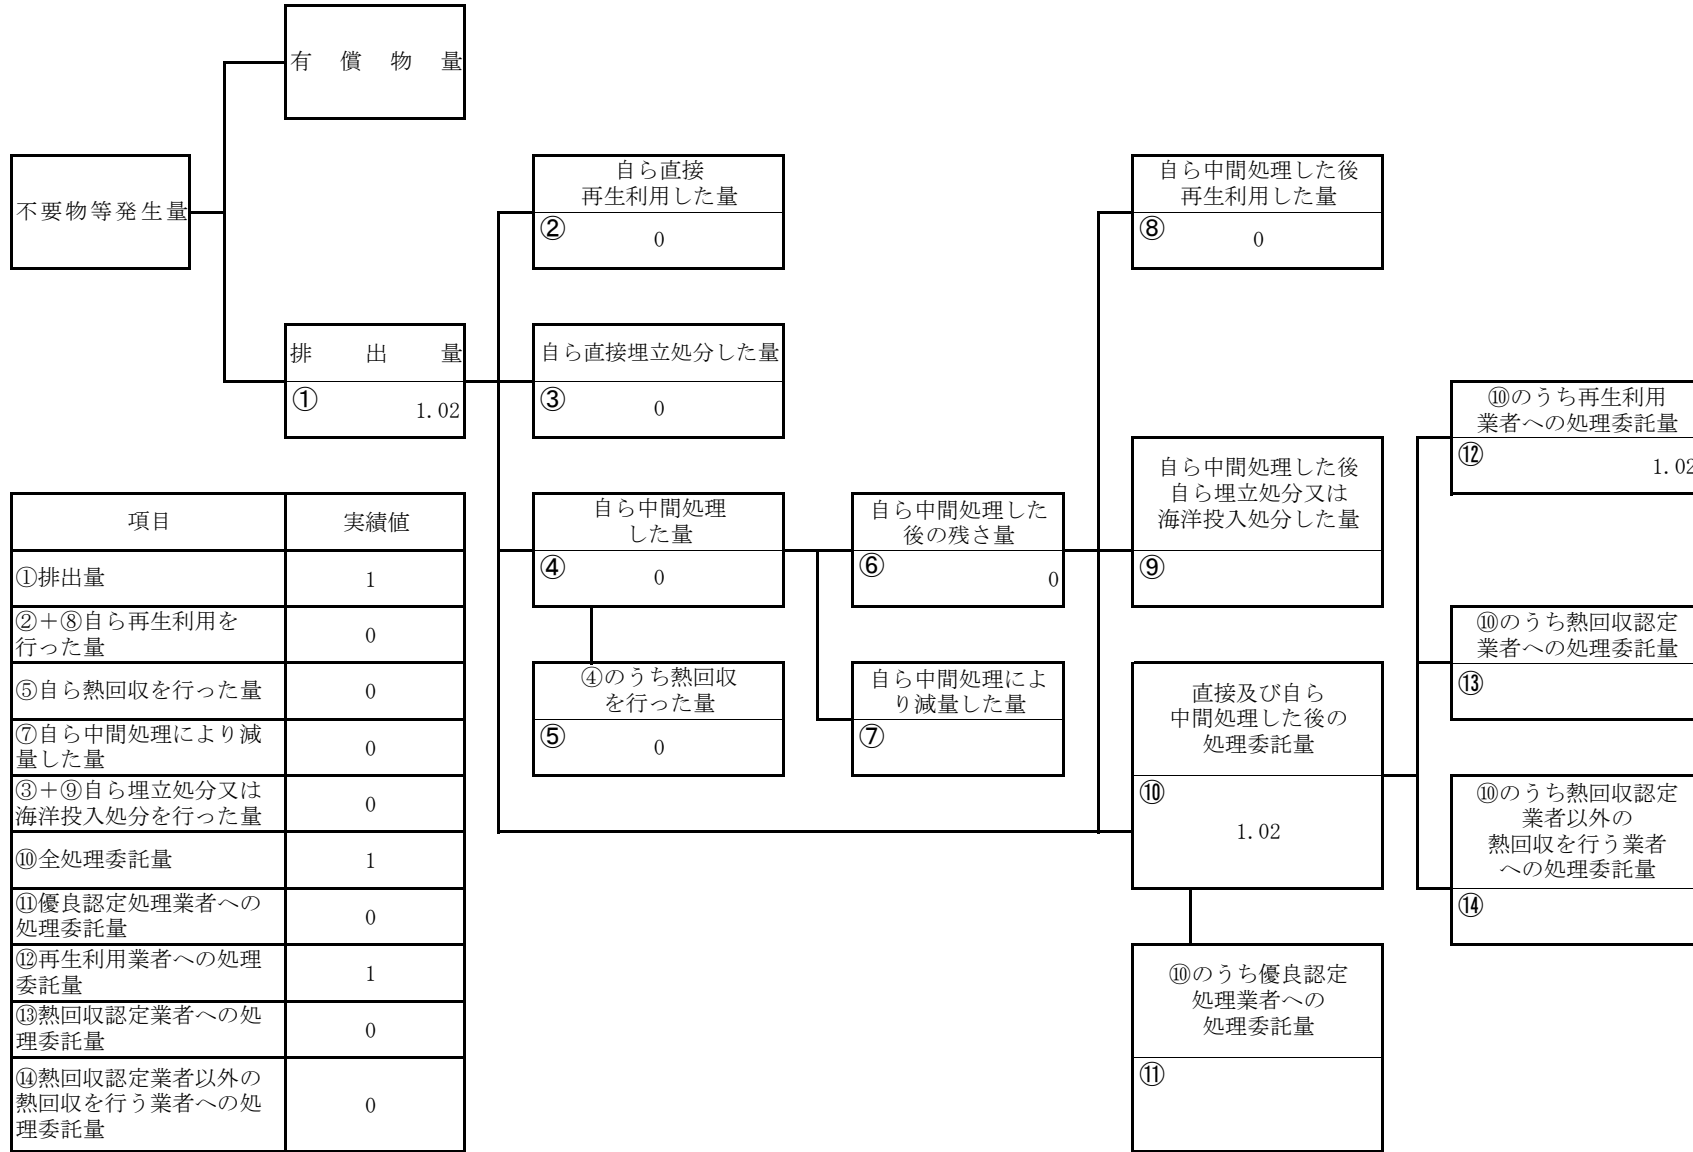 有償物量
不要物等発生量
自ら直接
再生利用した量
②
0
自ら中間処理した後
再生利用した量
⑧
0
排出量
①
1.02
自ら直接埋立処分した量
③
0
⑩のうち再生利用
業者への処理委託量
⑫
1.02
自ら中間処理
した量
④
0
自ら中間処理した
後の残さ量
⑥
0
自ら中間処理した後
自ら埋立処分又は
海洋投入処分した量
⑨
④のうち熱回収
を行った量
⑤
0
自ら中間処理によ
り減量した量
⑦
直接及び自ら
中間処理した後の
処理委託量
⑩
1.02
⑩のうち熱回収認定
業者への処理委託量
⑬
⑩のうち熱回収認定
業者以外の
熱回収を行う業者
への処理委託量
⑭
⑩のうち優良認定
処理業者への
処理委託量
⑪
項目 実績値
①排出量 1
②+⑧自ら再生利用を
行った量 0
⑤自ら熱回収を行った量 0
⑦自ら中間処理により減
量した量 0
③+⑨自ら埋立処分又は
海洋投入処分を行った量 0
⑩全処理委託量 1
⑪優良認定処理業者への
処理委託量 0
⑫再生利用業者への処理
委託量 1
⑬熱回収認定業者への処
理委託量 0
⑭熱回収認定業者以外の
熱回収を行う業者への処
理委託量 0